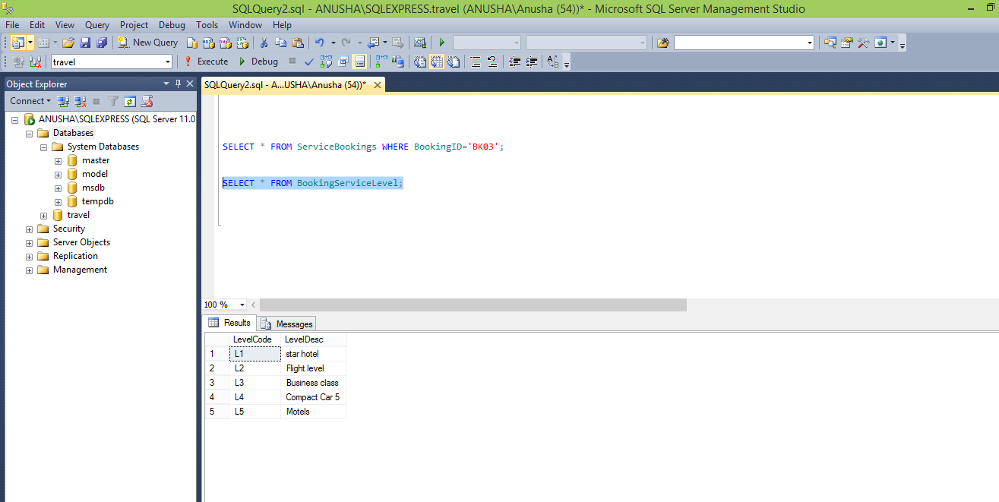 SQLQuery2.sql - ANUSHA\SQLEXPRESS.travel (ANUSHA\Anusha (54))* - Microsoft SQL Server Management Studio
File Edit View Query Project Debug Tools Window Help
New Query
travel Execute Debug
Object Explorer
SQLQuery2.sql - A...USHA\Anusha (54))*
Connect
ANUSHA\SQLEXPRESS (SQL Server 11.0
Databases
System Databases
master
model
msdb
tempdb
travel
Security
Server Objects
Replication
Management
SELECT * FROM ServiceBookings WHERE BookingID='BK03';
SELECT * FROM BookingServiceLevel;
100 %
Results Messages
LevelCode LevelDesc
1 L1 star hotel
2 L2 Flight level
3 L3 Business class
4 L4 Compact Car 5
5 L5 Motels